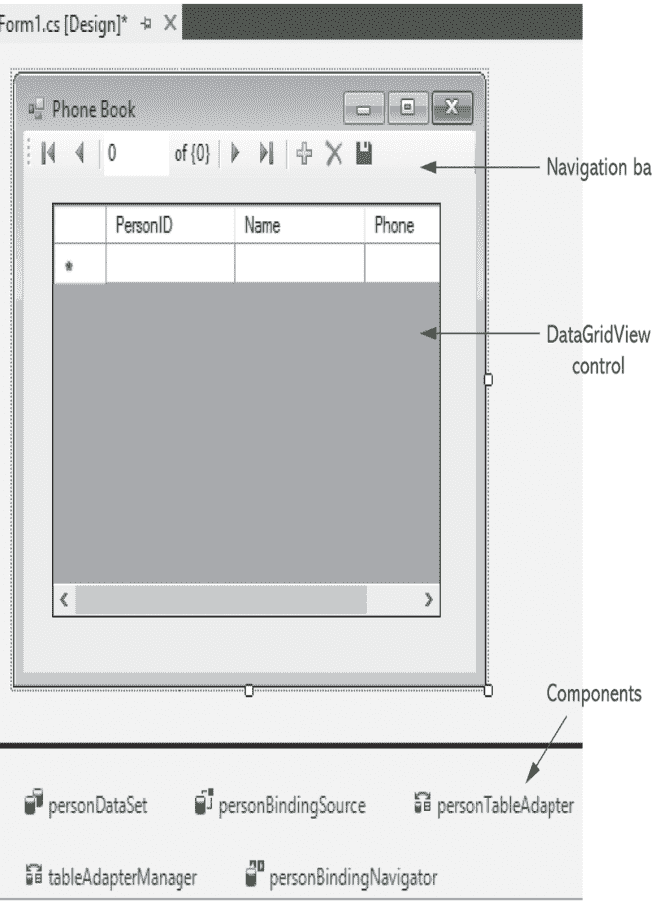 Form1.cs [Design]*
Phone Book
0 of {0}
Navigation ba
PersonID Name Phone
*
DataGridView
control
Components
personDataSet personBindingSource personTableAdapter
tableAdapterManager personBindingNavigator